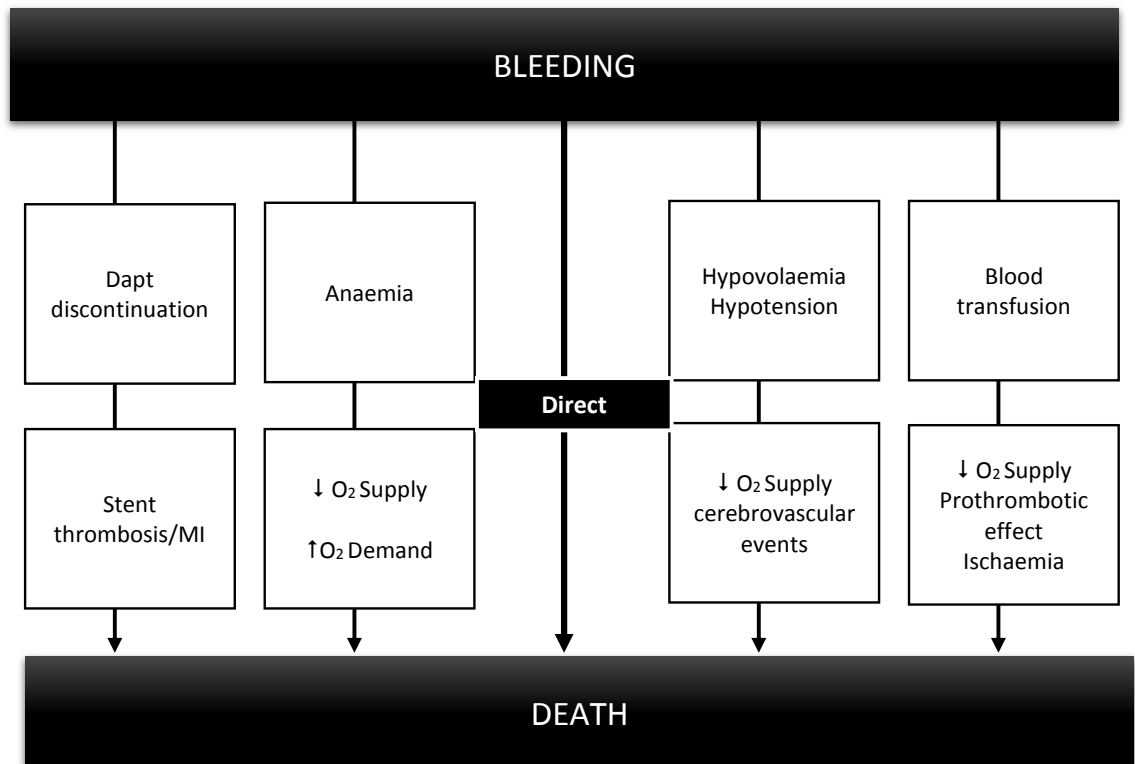 BLEEDING
Dapt
discontinuation
Anaemia
Hypovolaemia
Hypotension
Blood
transfusion
Direct
Stent
thrombosis/MI
↓ O₂ Supply
↑O₂ Demand
↓ O₂ Supply
cerebrovascular
events
↓ O₂ Supply
Prothrombotic
effect
Ischaemia
DEATH